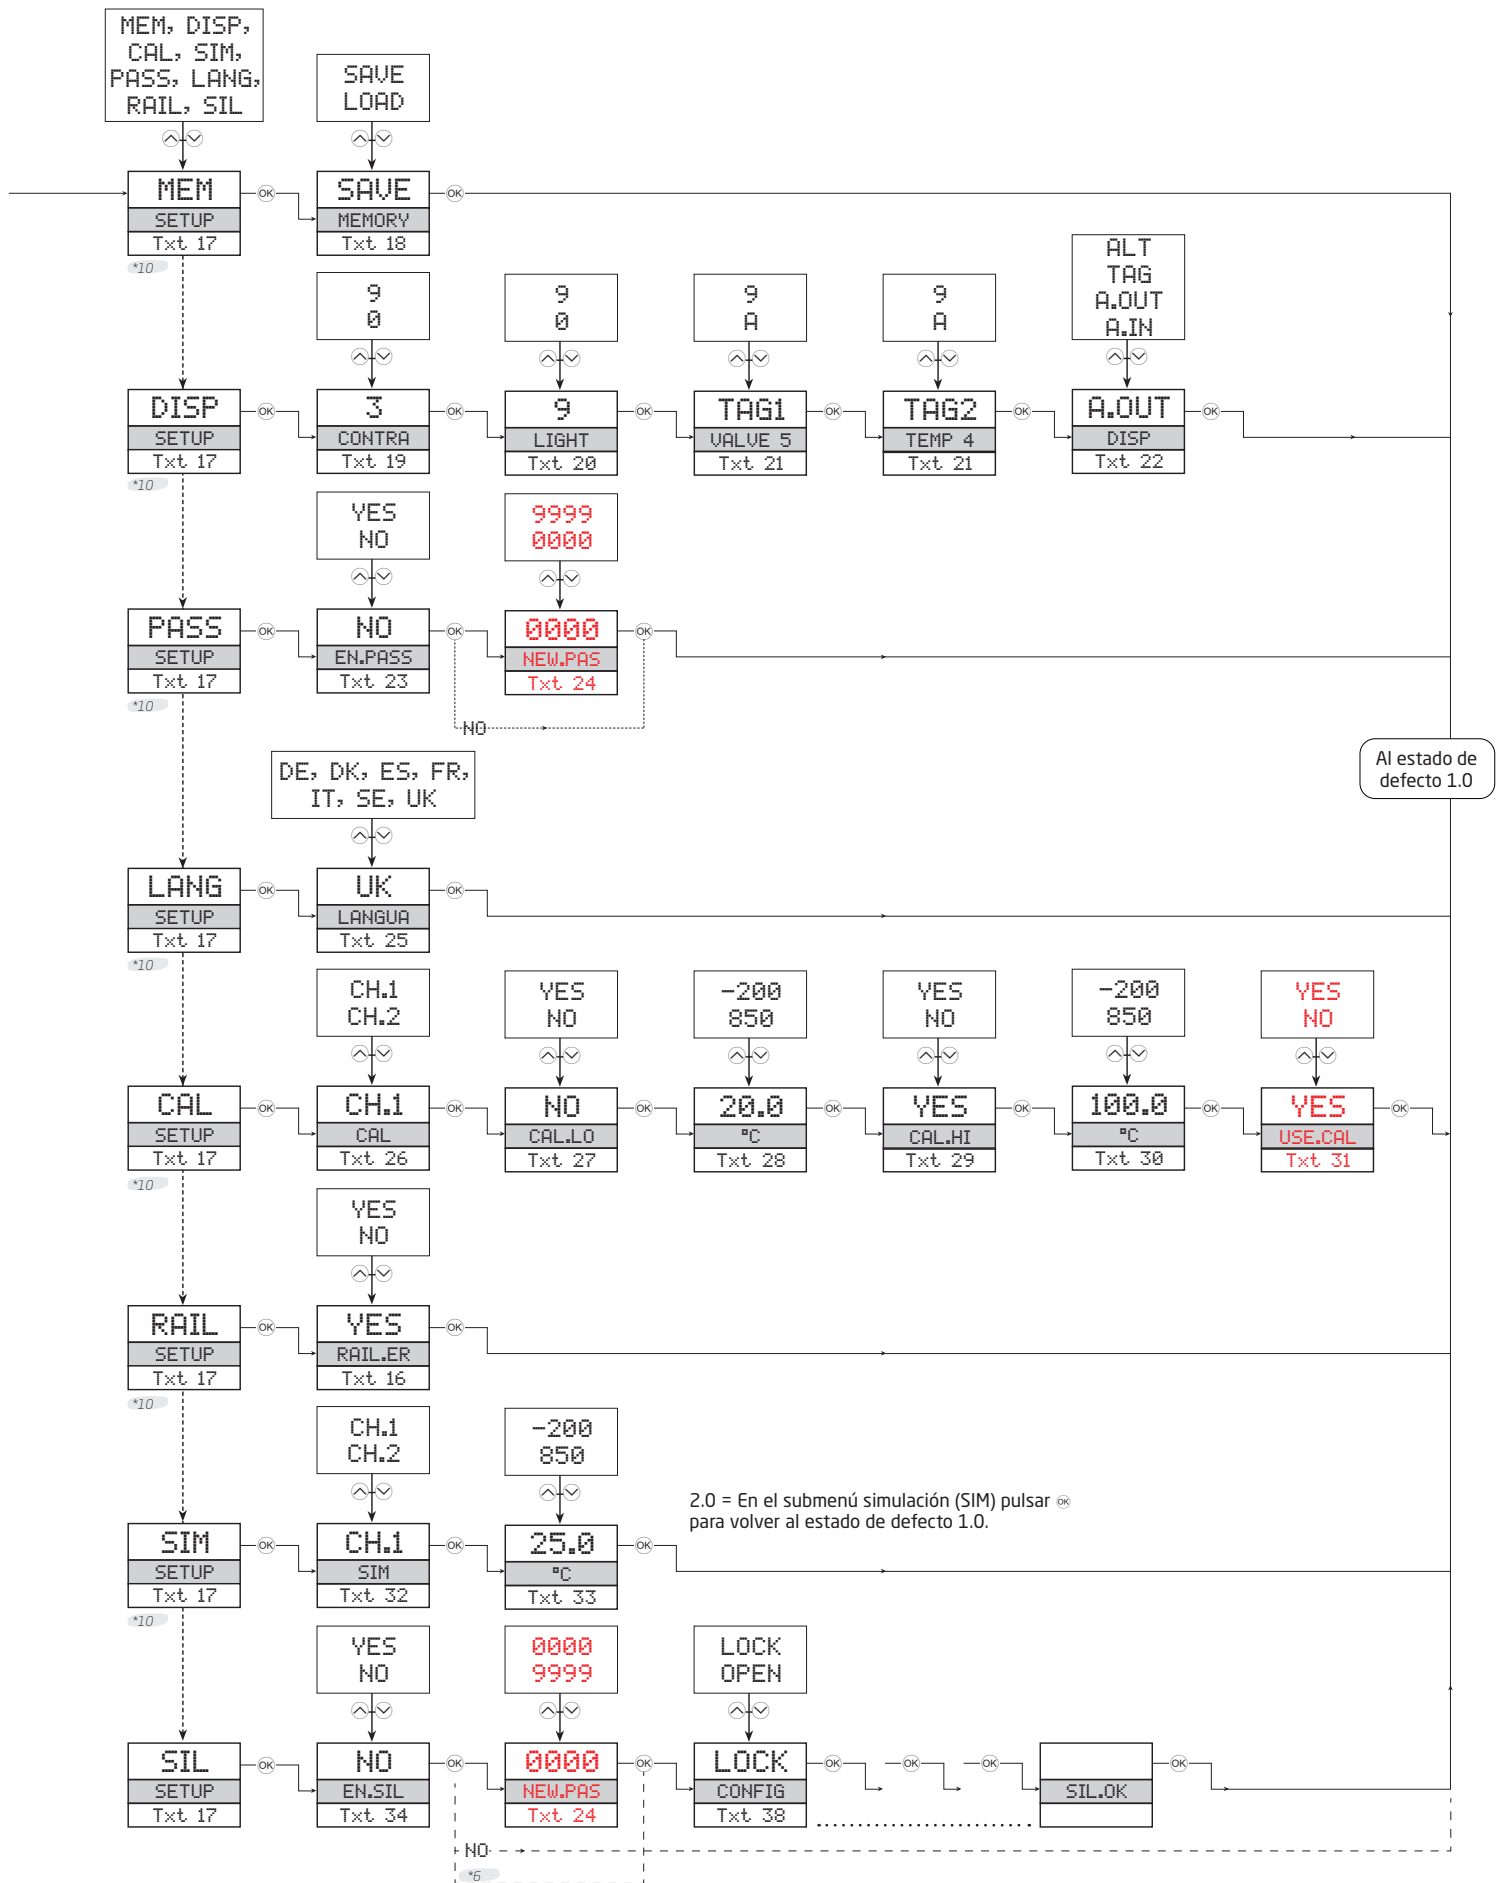 MEM, DISP,
CAL, SIM,
PASS, LANG,
RAIL, SIL
SAVE
LOAD
MEM
SETUP
Txt 17
*10
OK
SAVE
MEMORY
Txt 18
OK
9
0
9
0
9
A
9
A
ALT
TAG
A.OUT
A.IN
DISP
SETUP
Txt 17
*10
OK
3
CONTRA
Txt 19
OK
9
LIGHT
Txt 20
OK
TAG1
VALVE 5
Txt 21
OK
TAG2
TEMP 4
Txt 21
OK
A.OUT
DISP
Txt 22
OK
YES
NO
9999
0000
PASS
SETUP
Txt 17
*10
OK
NO
EN.PASS
Txt 23
OK
0000
NEW.PAS
Txt 24
OK
NO
Al estado de
defecto 1.0
DE, DK, ES, FR,
IT, SE, UK
LANG
SETUP
Txt 17
*10
OK
UK
LANGUA
Txt 25
OK
CH.1
CH.2
YES
NO
-200
850
YES
NO
-200
850
YES
NO
CAL
SETUP
Txt 17
*10
OK
CH.1
CAL
Txt 26
OK
NO
CAL.LO
Txt 27
OK
20.0
°C
Txt 28
OK
YES
CAL.HI
Txt 29
OK
100.0
°C
Txt 30
OK
YES
USE.CAL
Txt 31
OK
YES
NO
RAIL
SETUP
Txt 17
*10
OK
YES
RAIL.ER
Txt 16
OK
CH.1
CH.2
-200
850
2.0 = En el submenú simulación (SIM) pulsar OK
para volver al estado de defecto 1.0.
SIM
SETUP
Txt 17
*10
OK
CH.1
SIM
Txt 32
OK
25.0
°C
Txt 33
OK
YES
NO
0000
9999
LOCK
OPEN
SIL
SETUP
Txt 17
OK
NO
EN.SIL
Txt 34
OK
0000
NEW.PAS
Txt 24
OK
LOCK
CONFIG
Txt 38
OK
OK
OK
SIL.OK
OK
NO
*6